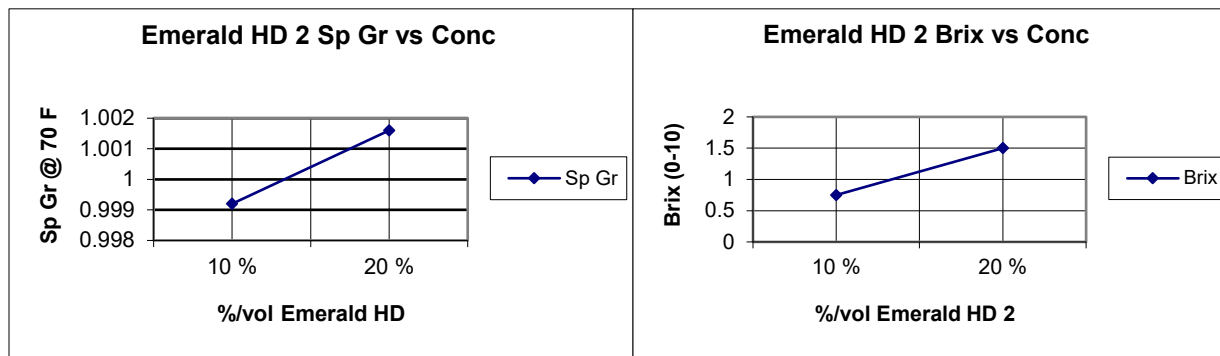 Emerald HD 2 Sp Gr vs Conc
Sp Gr @ 70 F
1.002
1.001
1
0.999
0.998
10 %
20 %
%/vol Emerald HD
Sp Gr
Emerald HD 2 Brix vs Conc
Brix (0-10)
2
1.5
1
0.5
0
10 %
20 %
%/vol Emerald HD 2
Brix